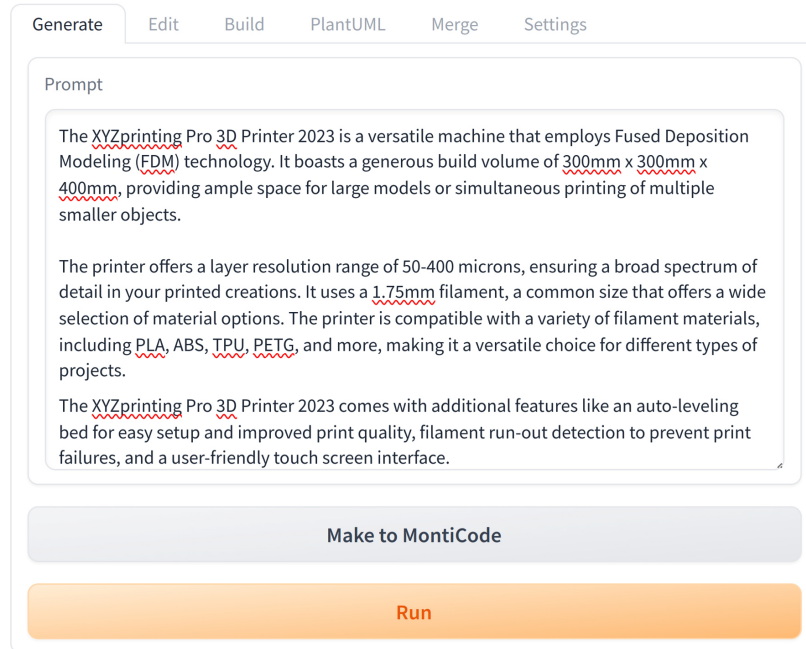 Generate Edit Build PlantUML Merge Settings
Prompt
The XYZprinting Pro 3D Printer 2023 is a versatile machine that employs Fused Deposition
Modeling (FDM) technology. It boasts a generous build volume of 300mm x 300mm x
400mm, providing ample space for large models or simultaneous printing of multiple
smaller objects.
The printer offers a layer resolution range of 50-400 microns, ensuring a broad spectrum of
detail in your printed creations. It uses a 1.75mm filament, a common size that offers a wide
selection of material options. The printer is compatible with a variety of filament materials,
including PLA, ABS, TPU, PETG, and more, making it a versatile choice for different types of
projects.
The XYZprinting Pro 3D Printer 2023 comes with additional features like an auto-leveling
bed for easy setup and improved print quality, filament run-out detection to prevent print
failures, and a user-friendly touch screen interface.
Make to MontiCode
Run